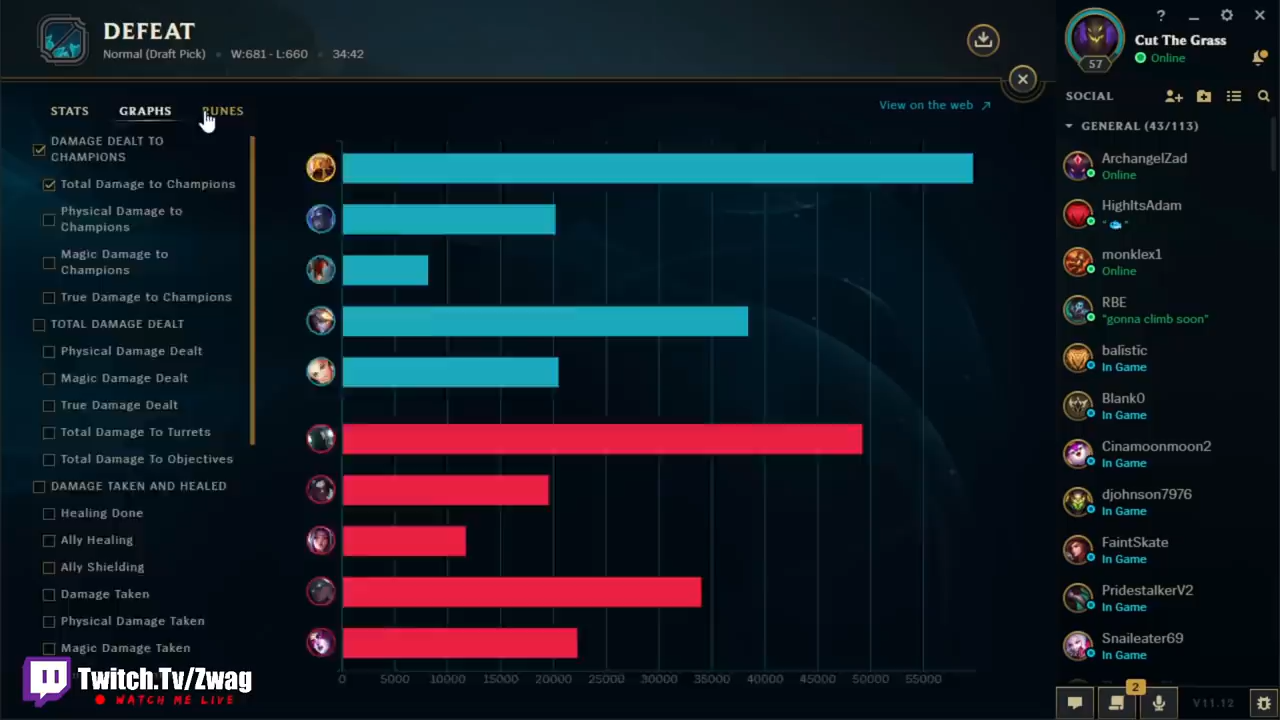 DEFEAT
Normal (Draft Pick) • W:681 - L:660 • 34:42
STATS
GRAPHS
RUNES
View on the web
DAMAGE DEALT TO
CHAMPIONS
Total Damage to Champions
Physical Damage to
Champions
Magic Damage to
Champions
True Damage to Champions
TOTAL DAMAGE DEALT
Physical Damage Dealt
Magic Damage Dealt
True Damage Dealt
Total Damage To Turrets
Total Damage To Objectives
DAMAGE TAKEN AND HEALED
Healing Done
Ally Healing
Ally Shielding
Damage Taken
Physical Damage Taken
Magic Damage Taken
0 5000 10000 15000 20000 25000 30000 35000 40000 45000 50000 55000
Twitch.Tv/Zwag
WATCH ME LIVE
?
Cut The Grass
57
Online
SOCIAL
GENERAL (43/113)
ArchangelZad
Online
HighItsAdam
" "
monklex1
Online
RBE
"gonna climb soon"
balistic
In Game
Blank0
In Game
Cinamoonmoon2
In Game
djohnson7976
In Game
FaintSkate
In Game
PridestalkerV2
In Game
Snaileater69
In Game
2
V11.12